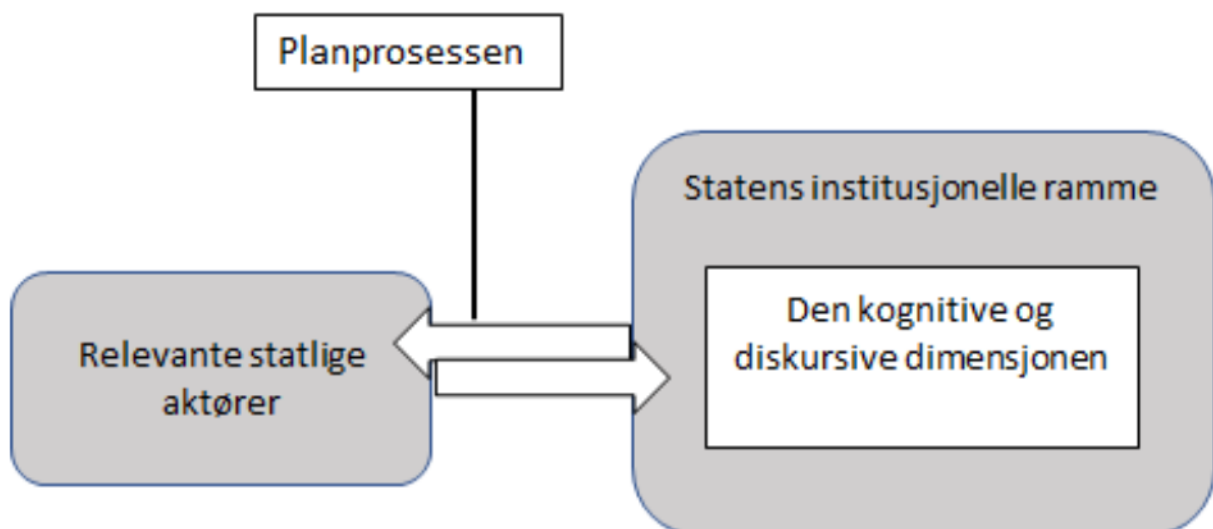 Planprosessen
Statens institusjonelle ramme
Den kognitive og
diskursive dimensjonen
Relevante statlige
aktører